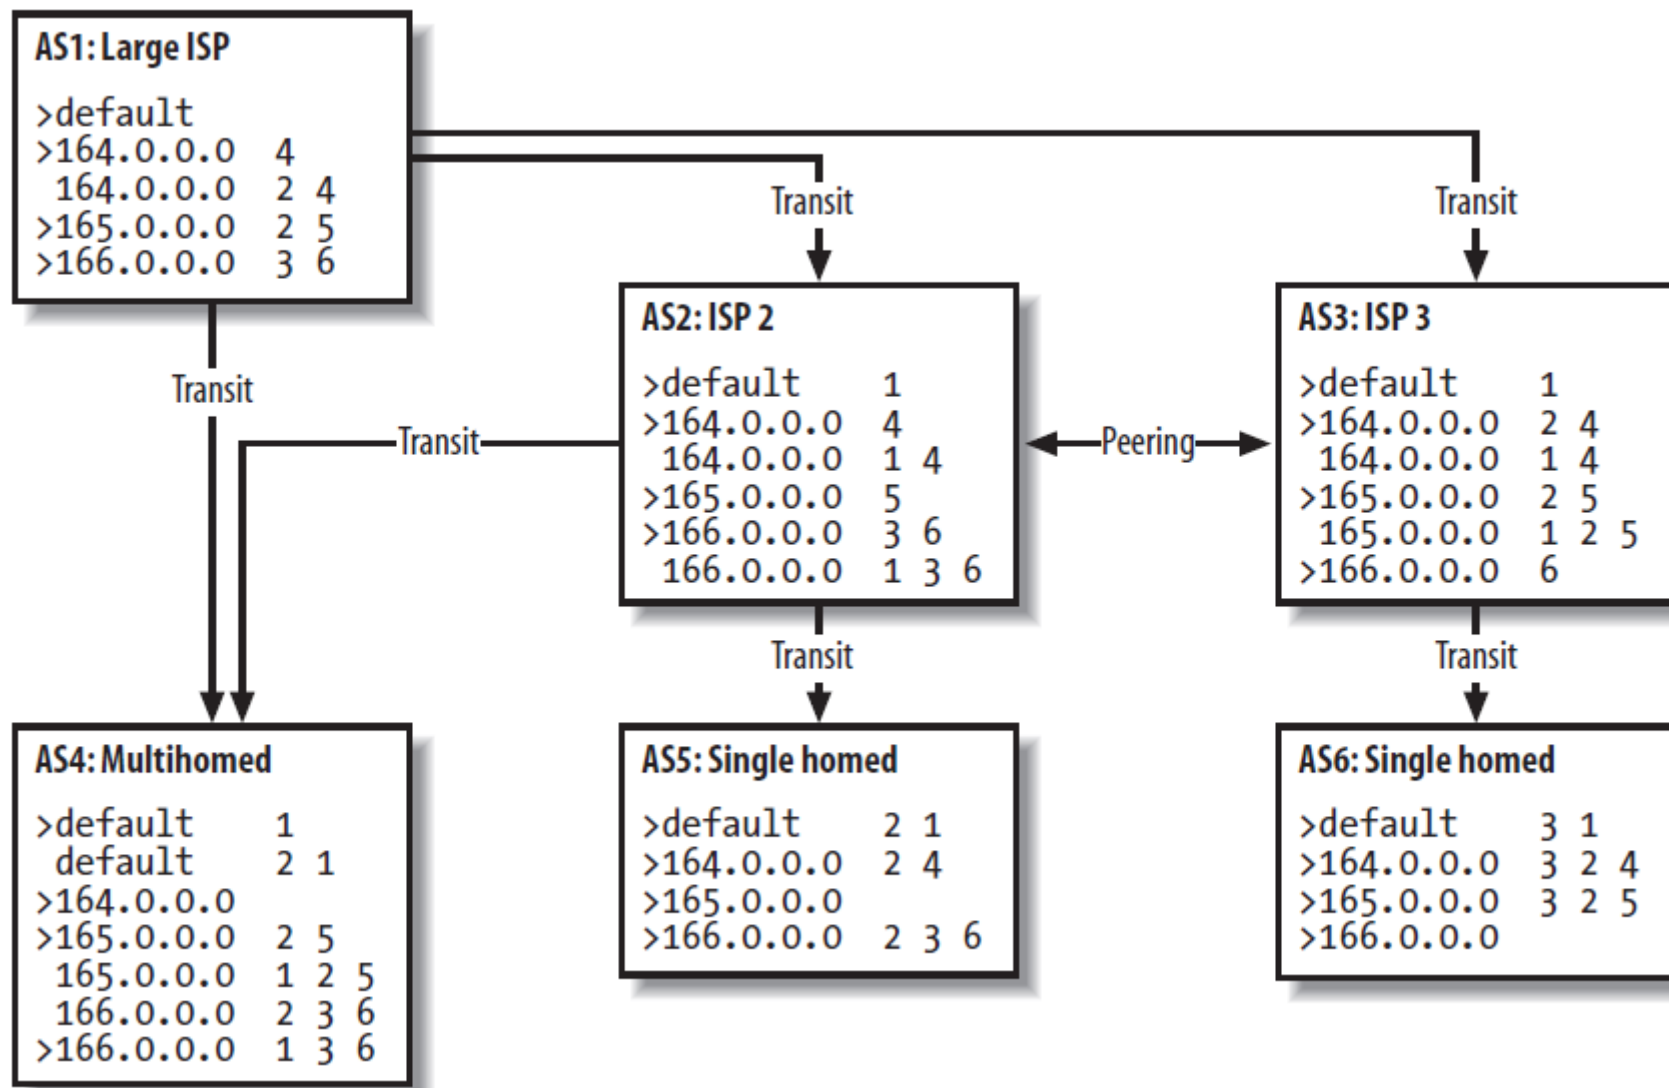 AS1: Large ISP
>default
>164.0.0.0 4
164.0.0.0 2 4
>165.0.0.0 2 5
>166.0.0.0 3 6
Transit
Transit
Transit
AS2: ISP 2
>default 1
>164.0.0.0 4
164.0.0.0 1 4
>165.0.0.0 5
>166.0.0.0 3 6
166.0.0.0 1 3 6
AS3: ISP 3
>default 1
>164.0.0.0 2 4
164.0.0.0 1 4
>165.0.0.0 2 5
165.0.0.0 1 2 5
>166.0.0.0 6
Transit
Peering
Transit
Transit
AS4: Multihomed
>default 1
default 2 1
>164.0.0.0
>165.0.0.0 2 5
165.0.0.0 1 2 5
166.0.0.0 2 3 6
>166.0.0.0 1 3 6
AS5: Single homed
>default 2 1
>164.0.0.0 2 4
>165.0.0.0
>166.0.0.0 2 3 6
AS6: Single homed
>default 3 1
>164.0.0.0 3 2 4
>165.0.0.0 3 2 5
>166.0.0.0